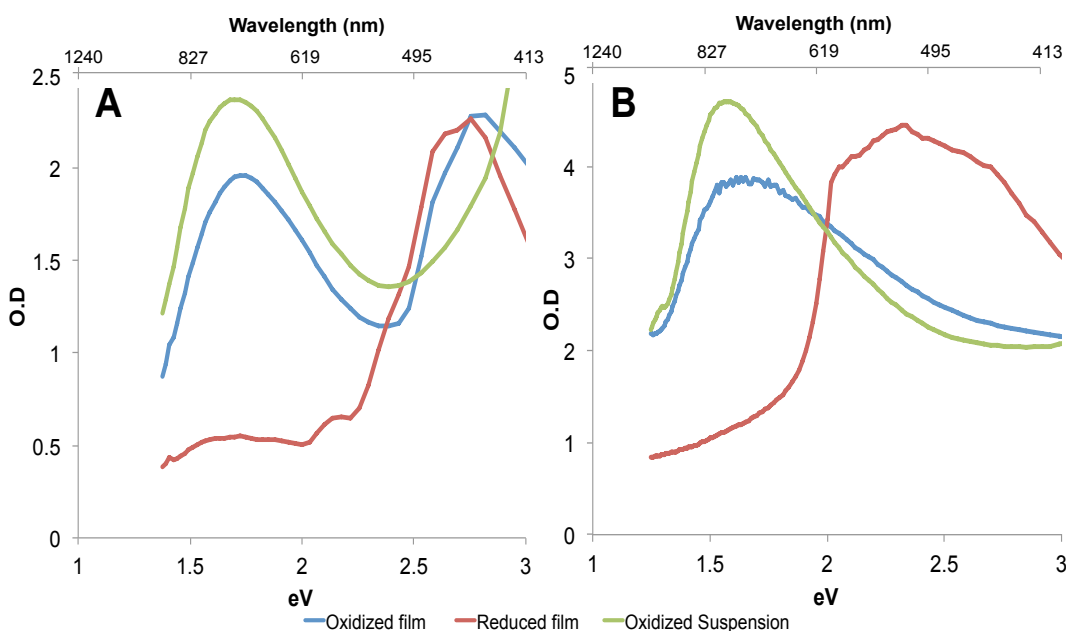 Wavelength (nm)
1240 827 619 495 413
2.5
A
2
1.5
1
0.5
0
O.D
1 1.5 2 2.5 3
eV
Wavelength (nm)
1240 827 619 495 413
5
B
4
3
2
1
0
O.D
1 1.5 2 2.5 3
eV
Oxidized film Reduced film Oxidized Suspension